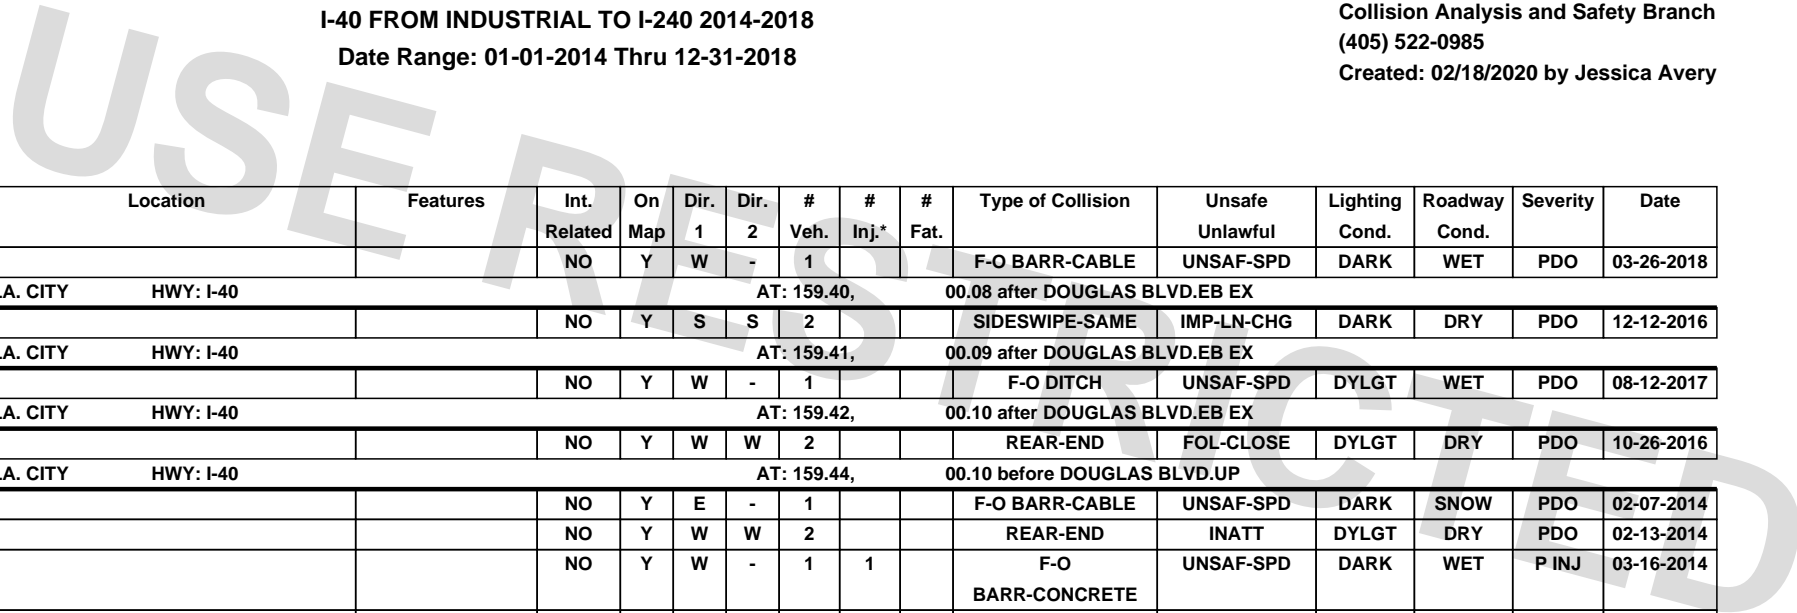 I-40 FROM INDUSTRIAL TO I-240 2014-2018
Date Range: 01-01-2014 Thru 12-31-2018
Collision Analysis and Safety Branch
(405) 522-0985
Created: 02/18/2020 by Jessica Avery
USE RESTRICTED
Location Features Int. Related On Map Dir. 1 Dir. 2 # Veh. # Inj.* # Fat. Type of Collision Unsafe Unlawful Lighting Cond. Roadway Cond. Severity Date
NO Y W - 1 F-O BARR-CABLE UNSAF-SPD DARK WET PDO 03-26-2018
A. CITY HWY: I-40 AT: 159.40, 00.08 after DOUGLAS BLVD.EB EX
NO Y S S 2 SIDESWIPE-SAME IMP-LN-CHG DARK DRY PDO 12-12-2016
A. CITY HWY: I-40 AT: 159.41, 00.09 after DOUGLAS BLVD.EB EX
NO Y W - 1 F-O DITCH UNSAF-SPD DYLGT WET PDO 08-12-2017
A. CITY HWY: I-40 AT: 159.42, 00.10 after DOUGLAS BLVD.EB EX
NO Y W W 2 REAR-END FOL-CLOSE DYLGT DRY PDO 10-26-2016
A. CITY HWY: I-40 AT: 159.44, 00.10 before DOUGLAS BLVD.UP
NO Y E - 1 F-O BARR-CABLE UNSAF-SPD DARK SNOW PDO 02-07-2014
NO Y W W 2 REAR-END INATT DYLGT DRY PDO 02-13-2014
NO Y W - 1 1 F-O UNSAF-SPD DARK WET P INJ 03-16-2014
BARR-CONCRETE